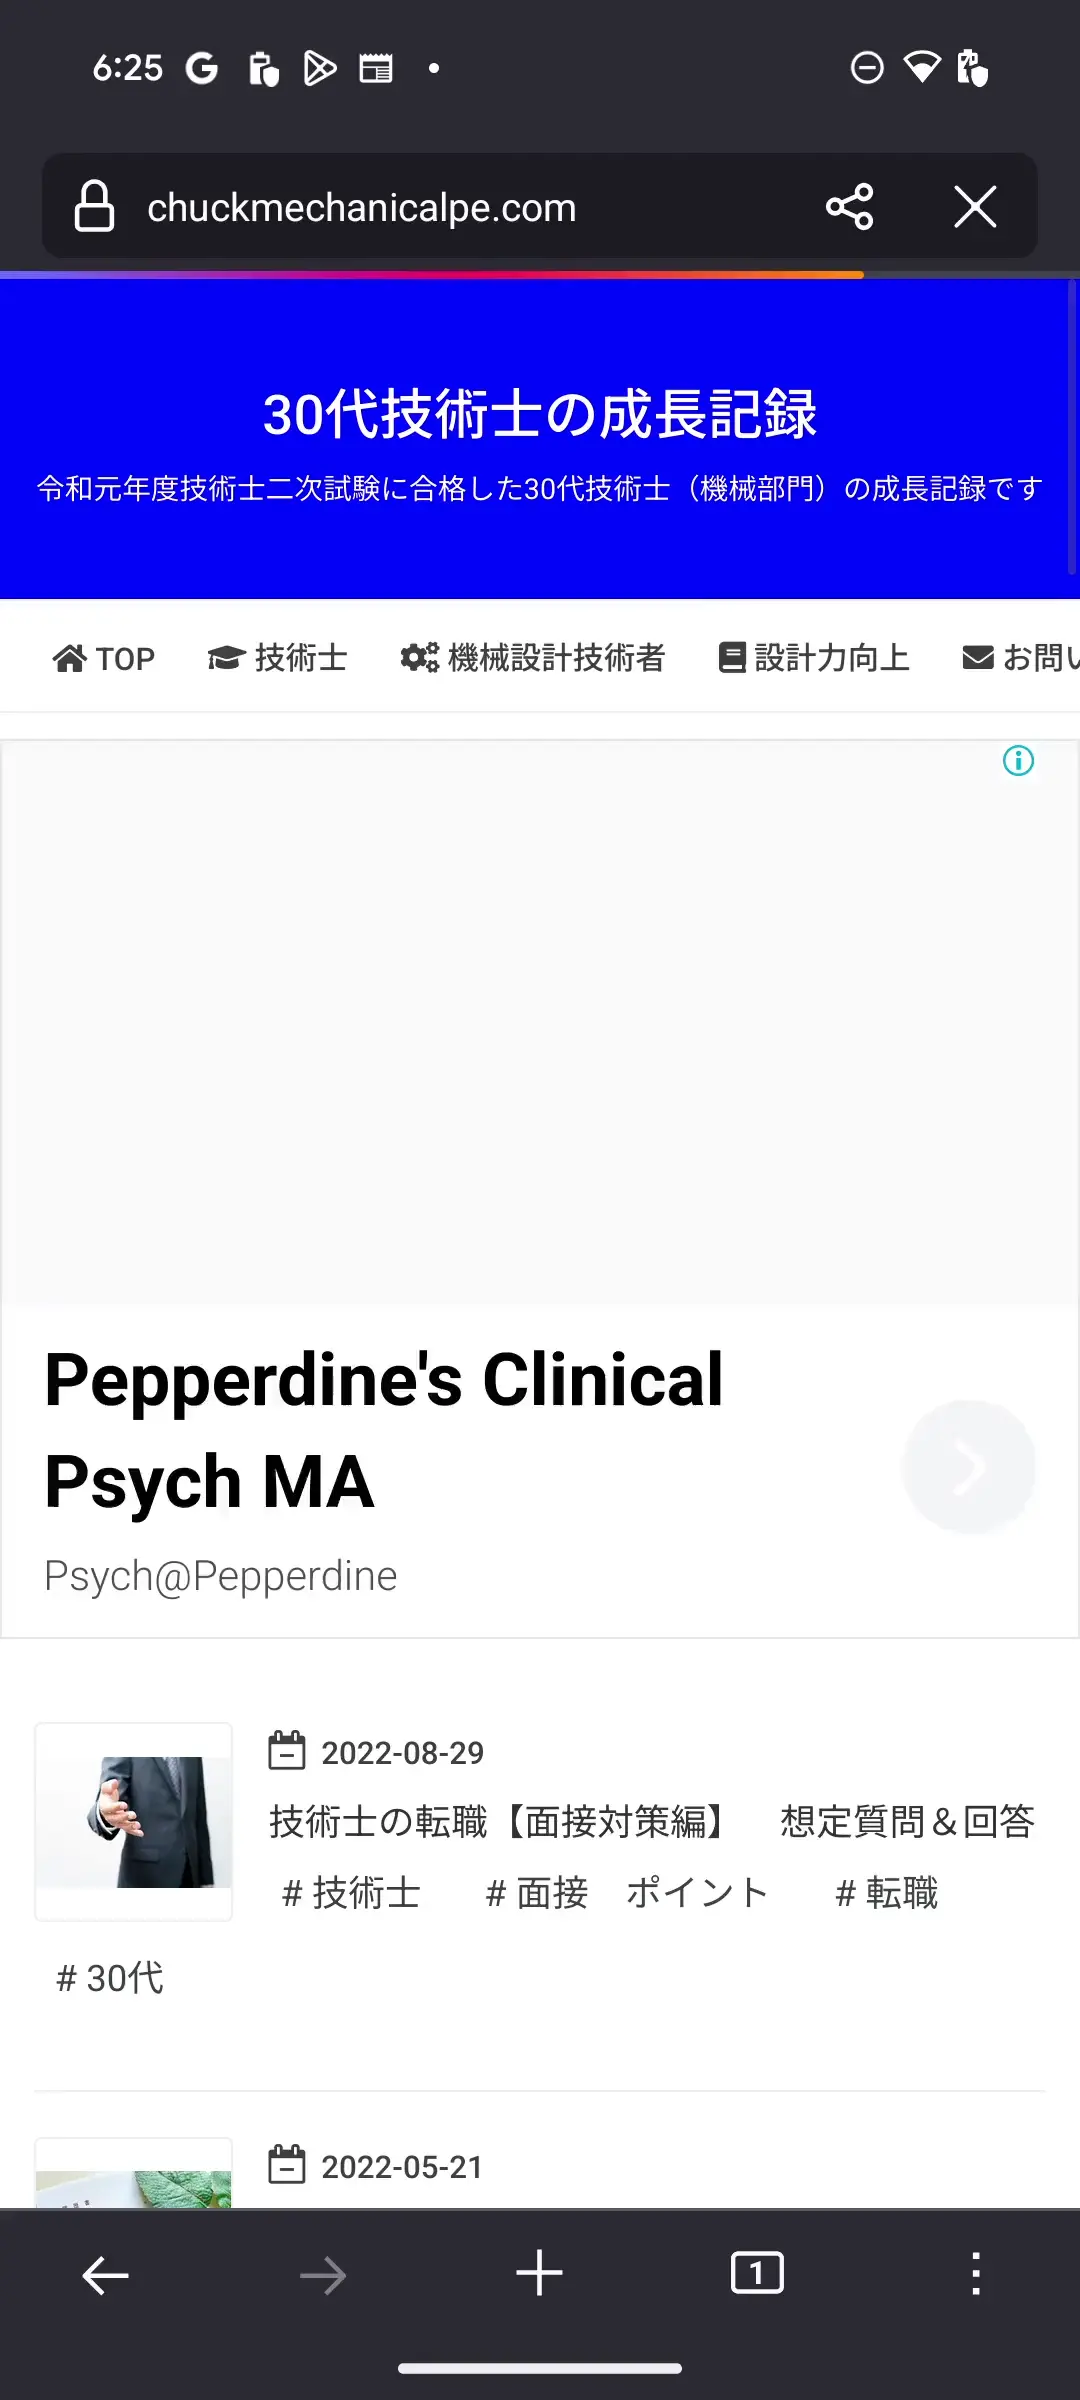 6:25
chuckmechanicalpe.com
30代技術士の成長記録
令和元年度技術士二次試験に合格した30代技術士（機械部門）の成長記録です
TOP 技術士 機械設計技術者 設計力向上 お問い
Pepperdine's Clinical
Psych MA
Psych@Pepperdine
2022-08-29
技術士の転職【面接対策編】　想定質問＆回答
# 技術士 # 面接　ポイント # 転職
# 30代
2022-05-21
1